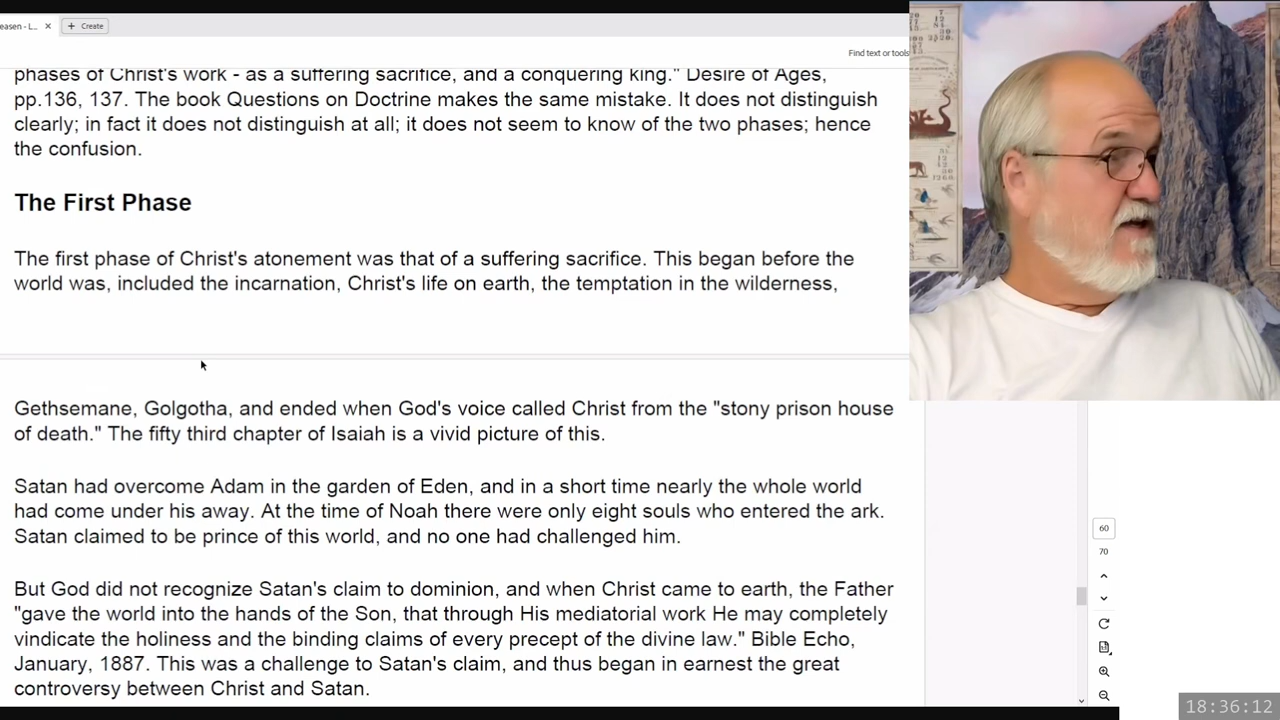 easen - L...
Create
Find text or tools
phases of Christ's work - as a suffering sacrifice, and a conquering king." Desire of Ages,
pp.136, 137. The book Questions on Doctrine makes the same mistake. It does not distinguish
clearly; in fact it does not distinguish at all; it does not seem to know of the two phases; hence
the confusion.
The First Phase
The first phase of Christ's atonement was that of a suffering sacrifice. This began before the
world was, included the incarnation, Christ's life on earth, the temptation in the wilderness,
Gethsemane, Golgotha, and ended when God's voice called Christ from the "stony prison house
of death." The fifty third chapter of Isaiah is a vivid picture of this.
Satan had overcome Adam in the garden of Eden, and in a short time nearly the whole world
had come under his away. At the time of Noah there were only eight souls who entered the ark.
Satan claimed to be prince of this world, and no one had challenged him.
But God did not recognize Satan's claim to dominion, and when Christ came to earth, the Father
"gave the world into the hands of the Son, that through His mediatorial work He may completely
vindicate the holiness and the binding claims of every precept of the divine law." Bible Echo,
January, 1887. This was a challenge to Satan's claim, and thus began in earnest the great
controversy between Christ and Satan.
60
70
18:36:12